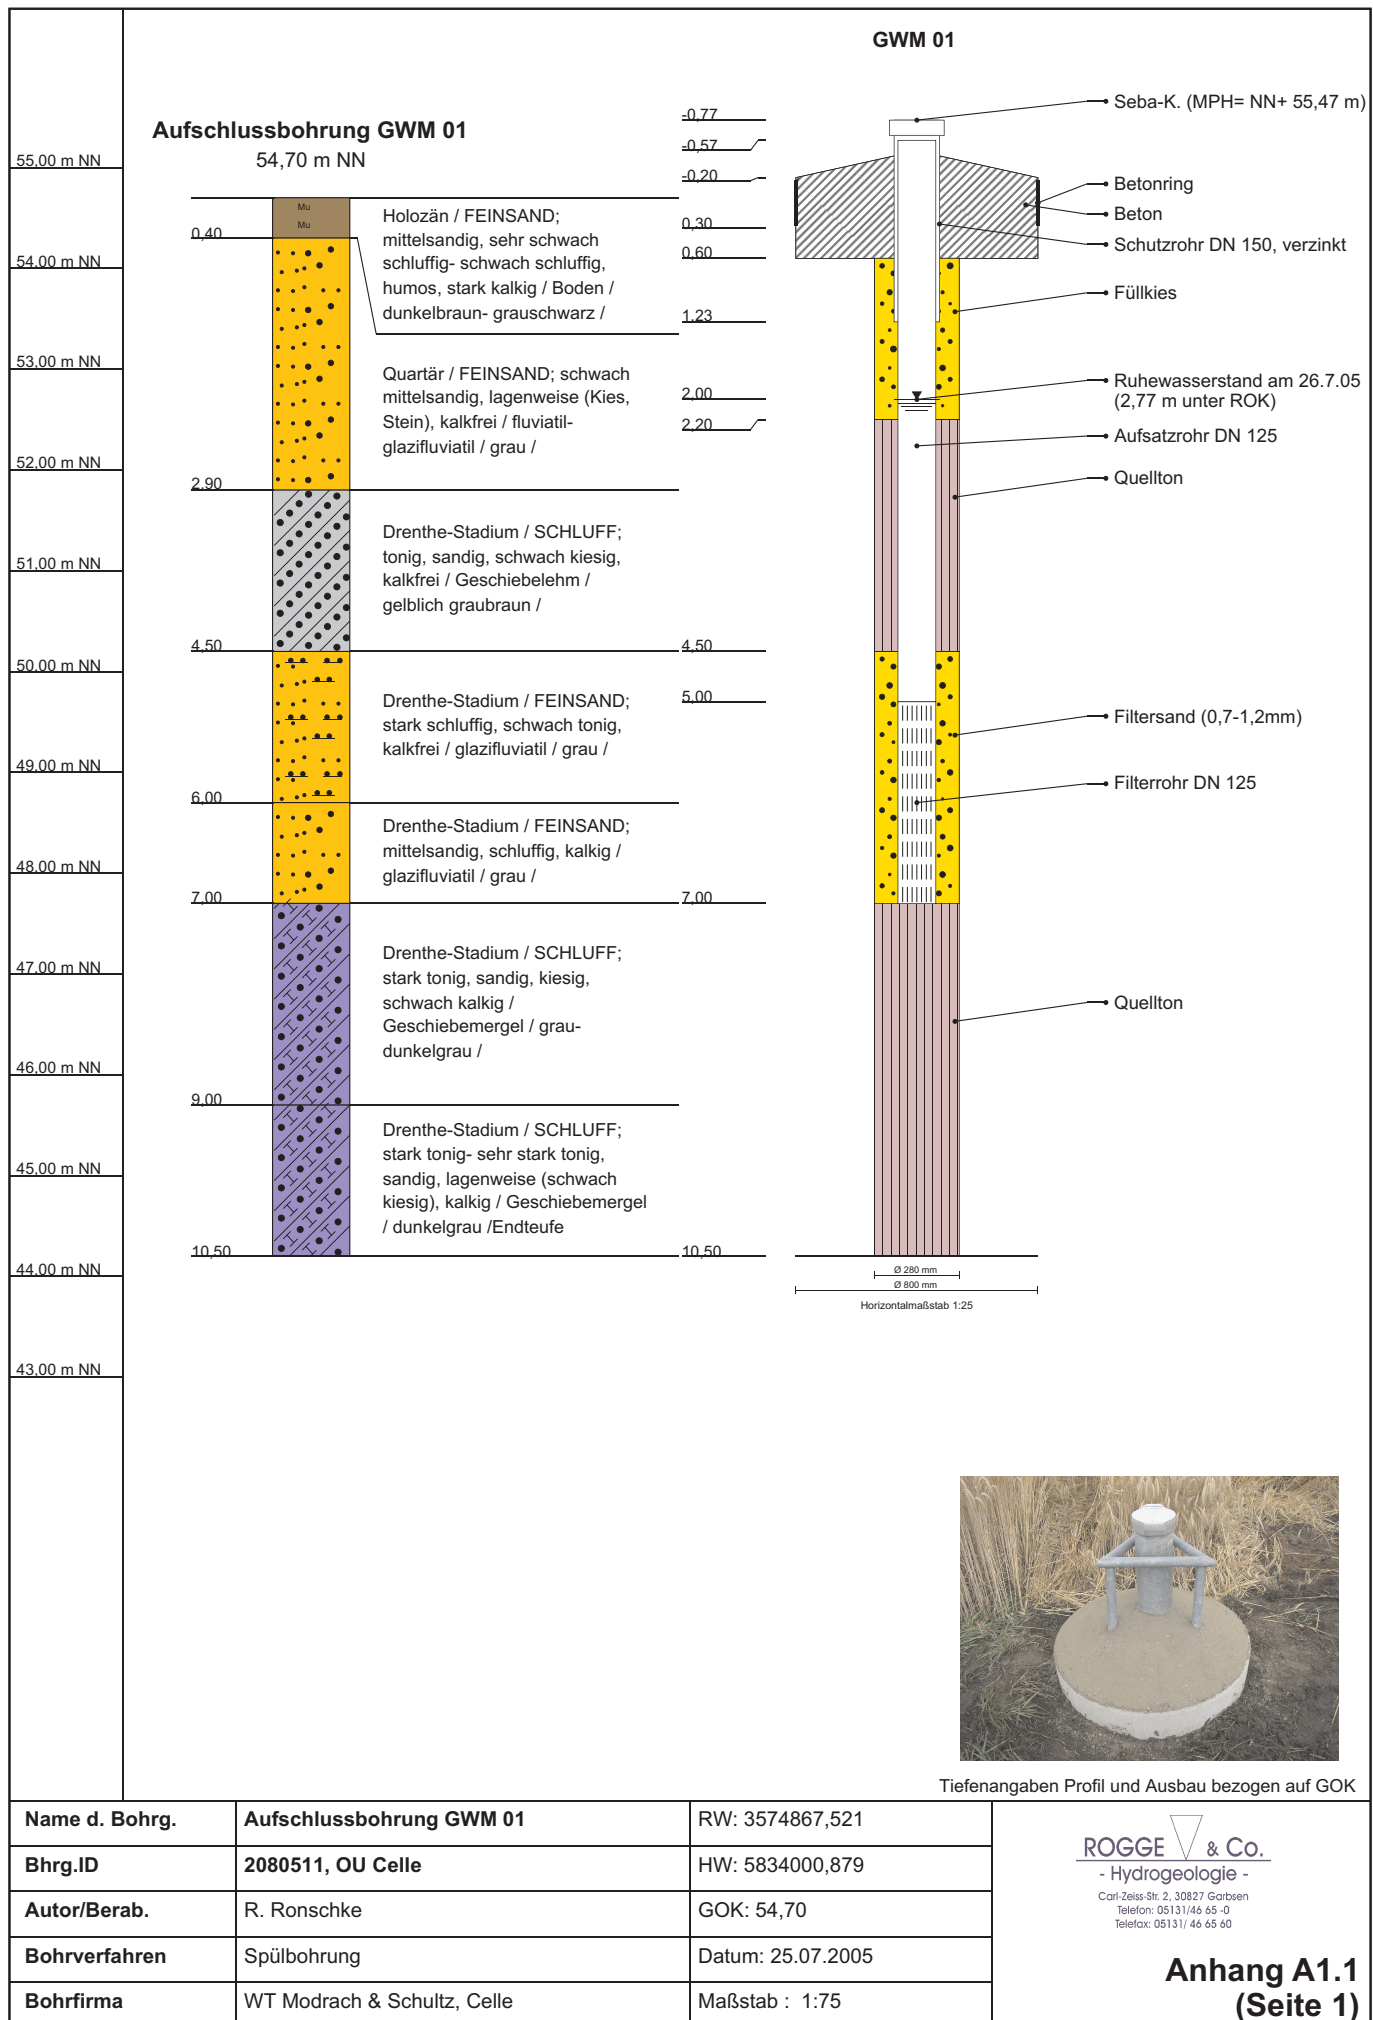 GWM 01
Aufschlussbohrung GWM 01
54,70 m NN
55,00 m NN
54,00 m NN
53,00 m NN
52,00 m NN
51,00 m NN
50,00 m NN
49,00 m NN
48,00 m NN
47,00 m NN
46,00 m NN
45,00 m NN
44,00 m NN
43,00 m NN
Mu
Mu
0,40
2,90
4,50
6,00
7,00
9,00
10,50
Holozän / FEINSAND;
mittelsandig, sehr schwach
schluffig- schwach schluffig,
humos, stark kalkig / Boden /
dunkelbraun- grauschwarz /
Quartär / FEINSAND; schwach
mittelsandig, lagenweise (Kies,
Stein), kalkfrei / fluviatil-
glazifluviatil / grau /
Drenthe-Stadium / SCHLUFF;
tonig, sandig, schwach kiesig,
kalkfrei / Geschiebelehm /
gelblich graubraun /
Drenthe-Stadium / FEINSAND;
stark schluffig, schwach tonig,
kalkfrei / glazifluviatil / grau /
Drenthe-Stadium / FEINSAND;
mittelsandig, schluffig, kalkig /
glazifluviatil / grau /
Drenthe-Stadium / SCHLUFF;
stark tonig, sandig, kiesig,
schwach kalkig /
Geschiebemergel / grau-
dunkelgrau /
Drenthe-Stadium / SCHLUFF;
stark tonig- sehr stark tonig,
sandig, lagenweise (schwach
kiesig), kalkig / Geschiebemergel
/ dunkelgrau /Endteufe
-0,77
-0,57
-0,20
0,30
0,60
1,23
2,00
2,20
4,50
5,00
7,00
10,50
Seba-K. (MPH= NN+ 55,47 m)
Betonring
Beton
Schutzrohr DN 150, verzinkt
Füllkies
Ruhewasserstand am 26.7.05
(2,77 m unter ROK)
Aufsatzrohr DN 125
Quellton
Filtersand (0,7-1,2mm)
Filterrohr DN 125
Quellton
Ø 280 mm
Ø 800 mm
Horizontalmaßstab 1:25
Tiefenangaben Profil und Ausbau bezogen auf GOK
Name d. Bohrg. Aufschlussbohrung GWM 01 RW: 3574867,521
Bhrg.ID 2080511, OU Celle HW: 5834000,879
Autor/Berab. R. Ronschke GOK: 54,70
Bohrverfahren Spülbohrung Datum: 25.07.2005
Bohrfirma WT Modrach & Schultz, Celle Maßstab : 1:75
ROGGE & Co.
- Hydrogeologie -
Carl-Zeiss-Str. 2, 30827 Garbsen
Telefon: 05131/46 65 -0
Telefax: 05131/ 46 65 60
Anhang A1.1
(Seite 1)